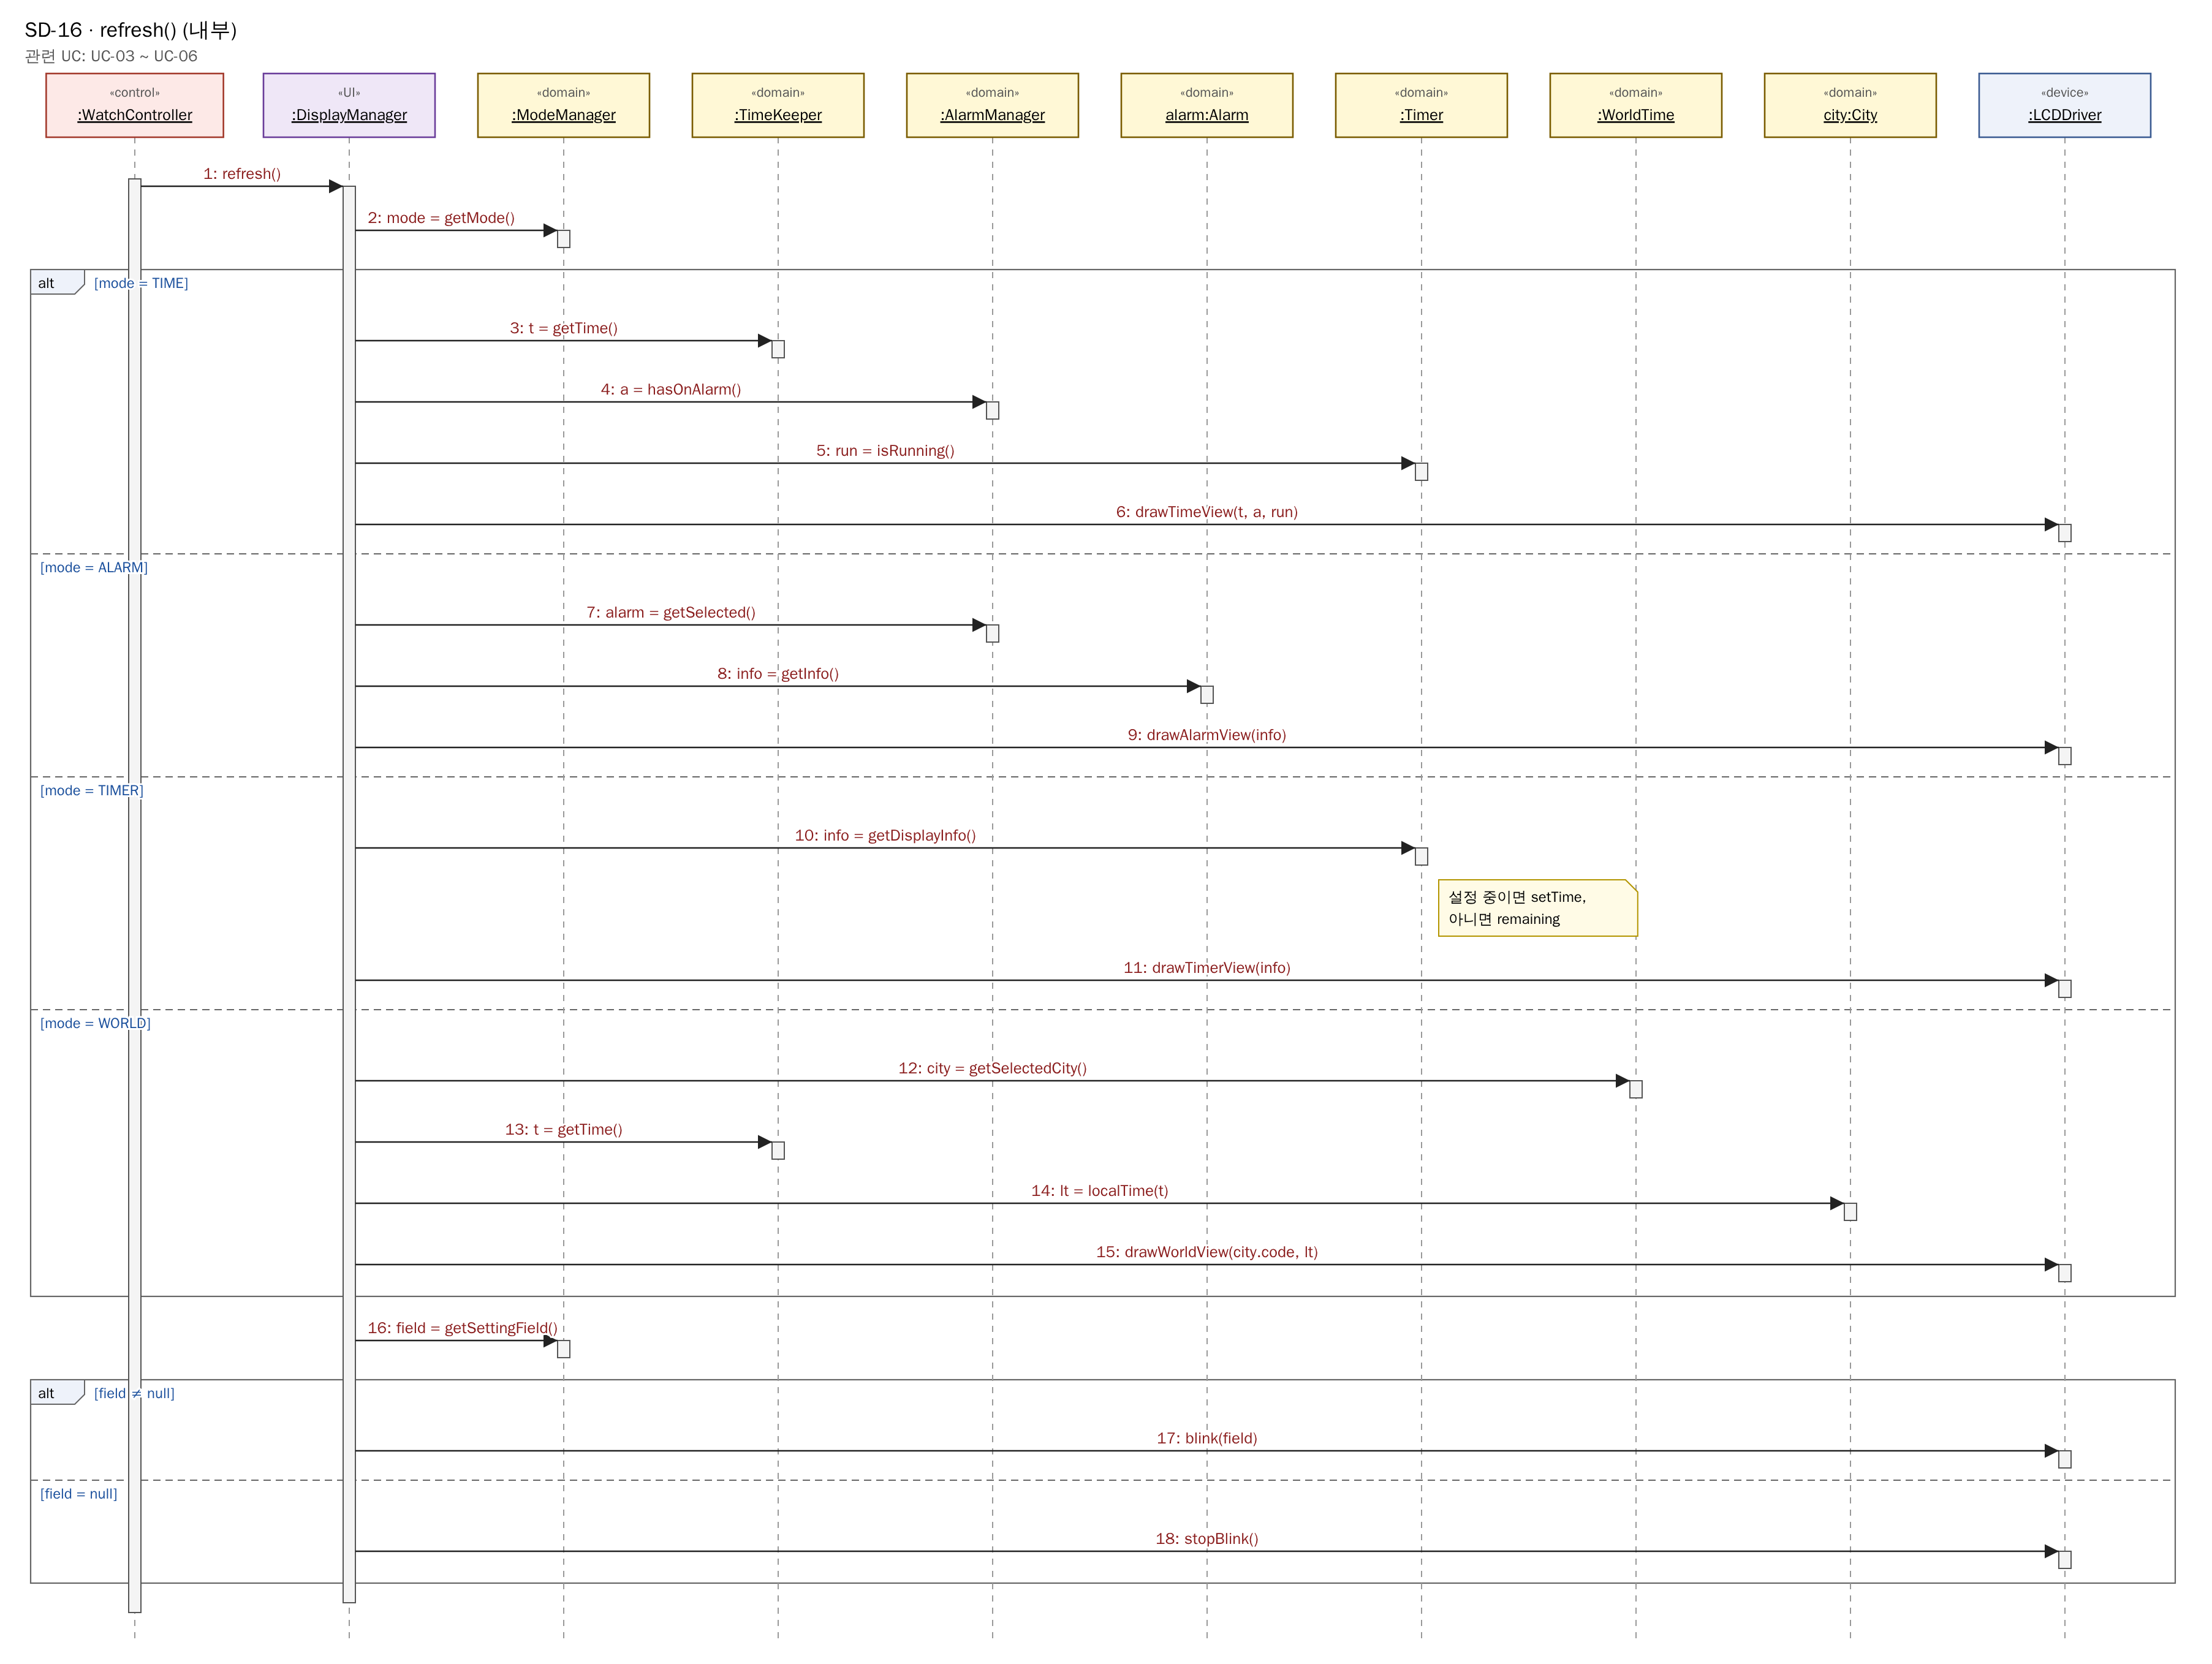 SD-16 · refresh() (내부)
관련 UC: UC-03 ~ UC-06
«control»
:WatchController
«UI»
:DisplayManager
«domain»
:ModeManager
«domain»
:TimeKeeper
«domain»
:AlarmManager
«domain»
alarm:Alarm
«domain»
:Timer
«domain»
:WorldTime
«domain»
city:City
«device»
:LCDDriver
1: refresh()
2: mode = getMode()
alt
[mode = TIME]
3: t = getTime()
4: a = hasOnAlarm()
5: run = isRunning()
6: drawTimeView(t, a, run)
[mode = ALARM]
7: alarm = getSelected()
8: info = getInfo()
9: drawAlarmView(info)
[mode = TIMER]
10: info = getDisplayInfo()
설정 중이면 setTime,
아니면 remaining
11: drawTimerView(info)
[mode = WORLD]
12: city = getSelectedCity()
13: t = getTime()
14: lt = localTime(t)
15: drawWorldView(city.code, lt)
16: field = getSettingField()
alt
[field ≠ null]
17: blink(field)
[field = null]
18: stopBlink()